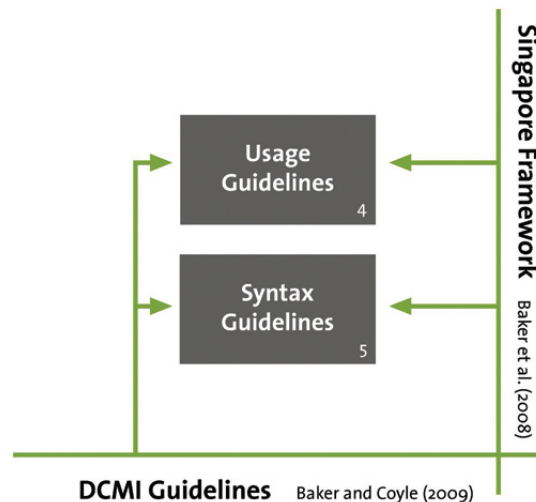 Usage
Guidelines
4
Syntax
Guidelines
5
Singapore Framework Baker et al. (2008)
DCMI Guidelines Baker and Coyle (2009)